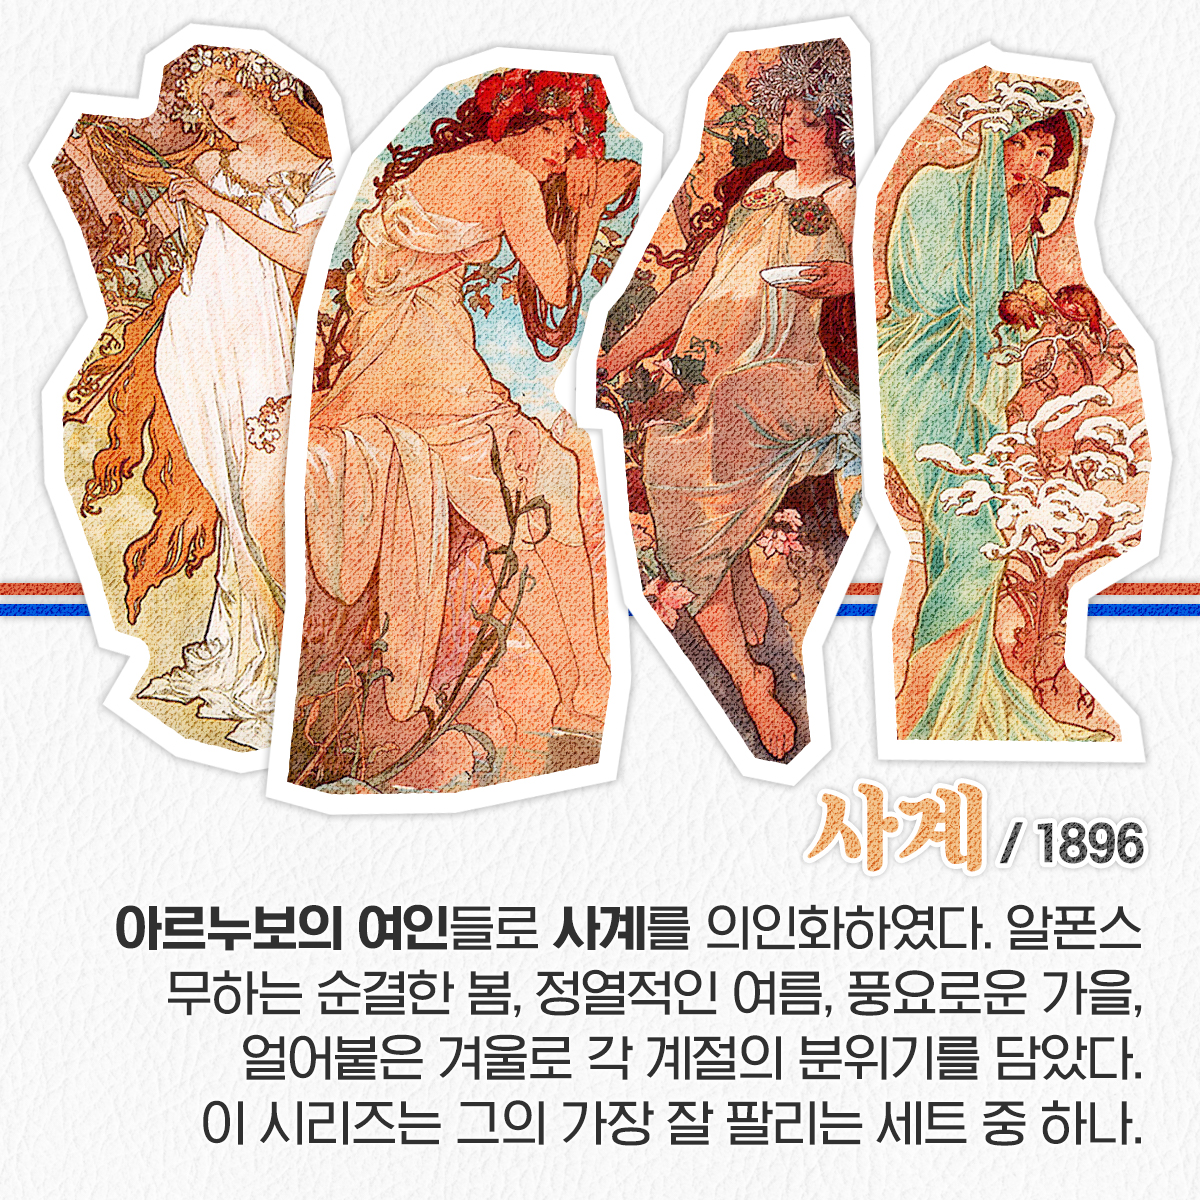 사계 / 1896
아르누보의 여인들로 사계를 의인화하였다. 알폰스
무하는 순결한 봄, 정열적인 여름, 풍요로운 가을,
얼어붙은 겨울로 각 계절의 분위기를 담았다.
이 시리즈는 그의 가장 잘 팔리는 세트 중 하나.